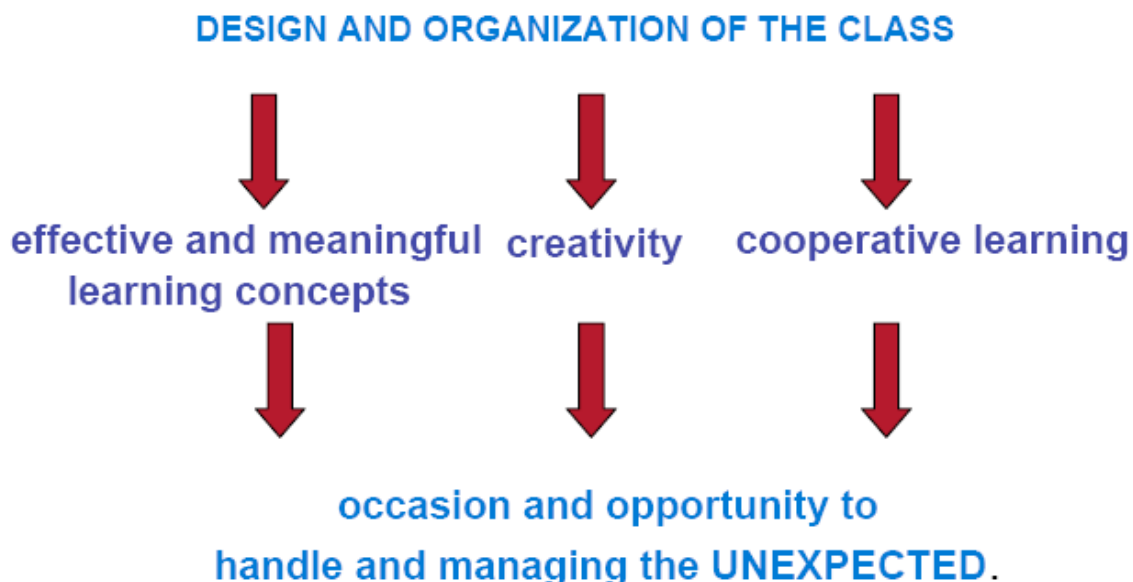 DESIGN AND ORGANIZATION OF THE CLASS
effective and meaningful creativity cooperative learning
learning concepts
occasion and opportunity to
handle and managing the UNEXPECTED.